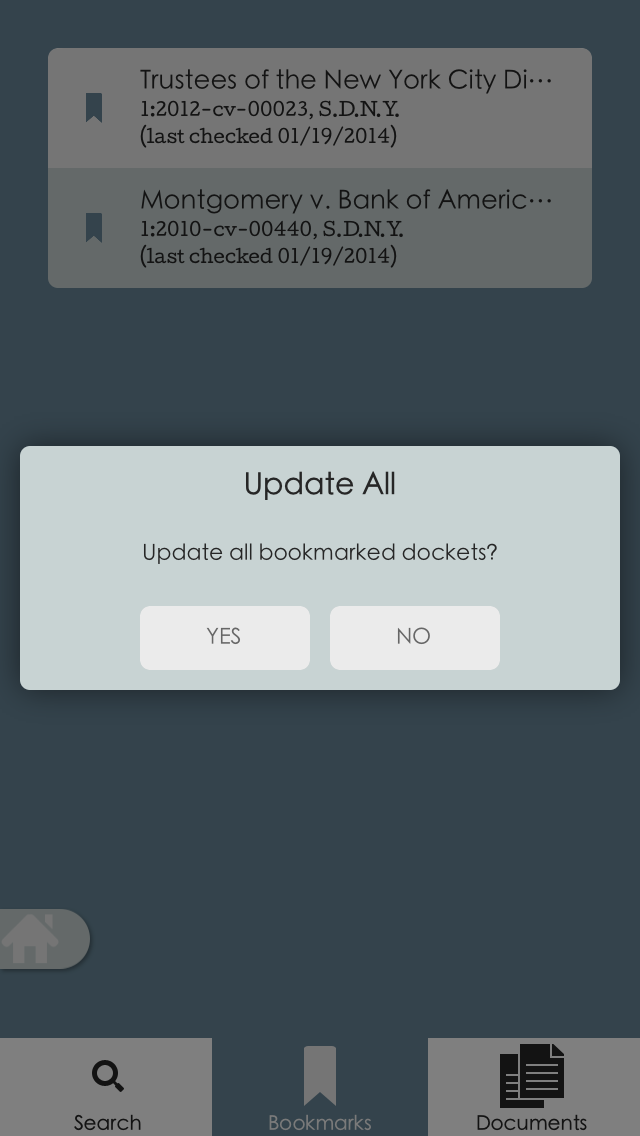 Trustees of the New York City Di···
1:2012-cv-00023, S.D.N.Y.
(last checked 01/19/2014)
Montgomery v. Bank of Americ···
1:2010-cv-00440, S.D.N.Y.
(last checked 01/19/2014)
Update All
Update all bookmarked dockets?
YES NO
Search Bookmarks Documents